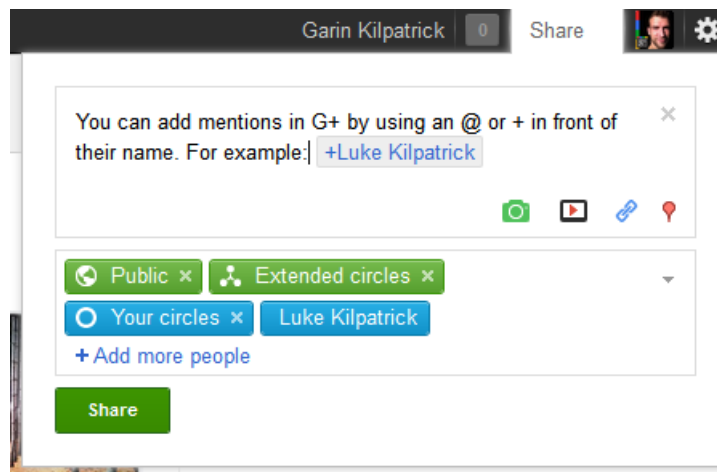 Garin Kilpatrick 0 Share
You can add mentions in G+ by using an @ or + in front of
their name. For example: +Luke Kilpatrick
Public × Extended circles ×
Your circles × Luke Kilpatrick
+ Add more people
Share